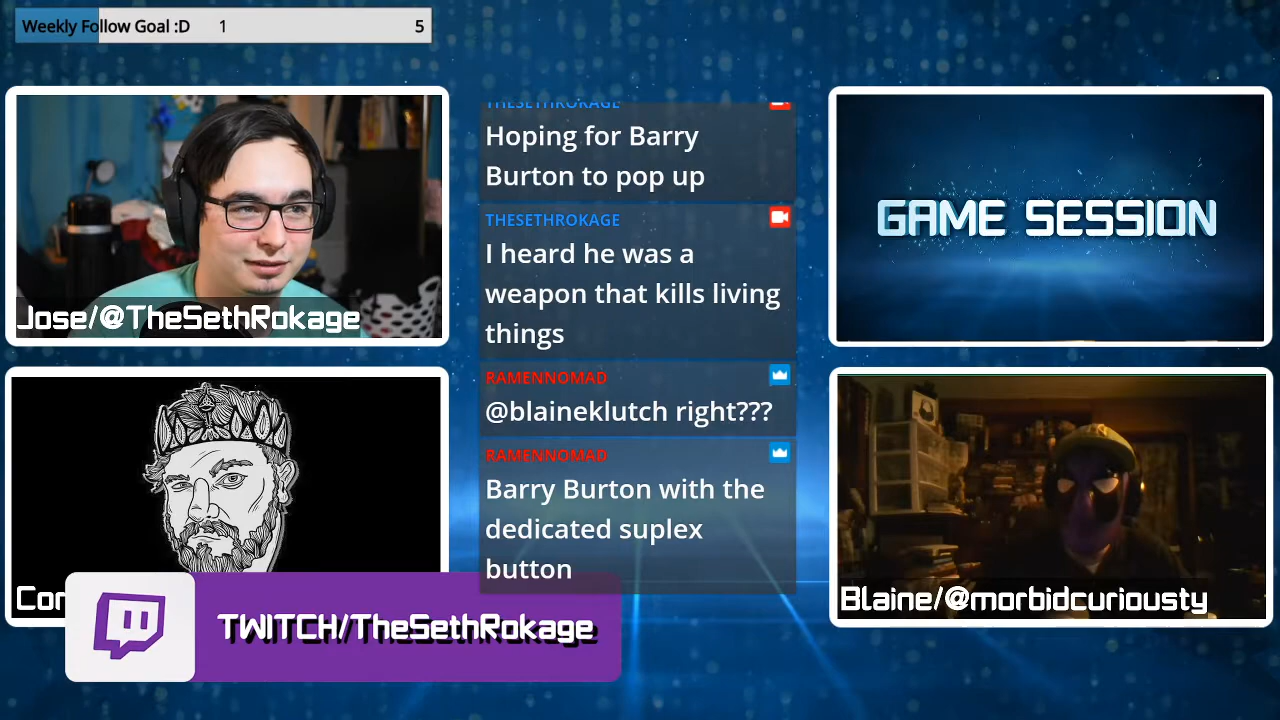 Weekly Follow Goal :D 1 5
THESETHROKAGE
Hoping for Barry
Burton to pop up
THESETHROKAGE
I heard he was a
weapon that kills living
things
RAMENNOMAD
@blaineklutch right???
RAMENNOMAD
Barry Burton with the
dedicated suplex
button
Jose/@TheSethRokage
GAME SESSION
Blaine/@morbidcuriousty
TWITCH/TheSethRokage